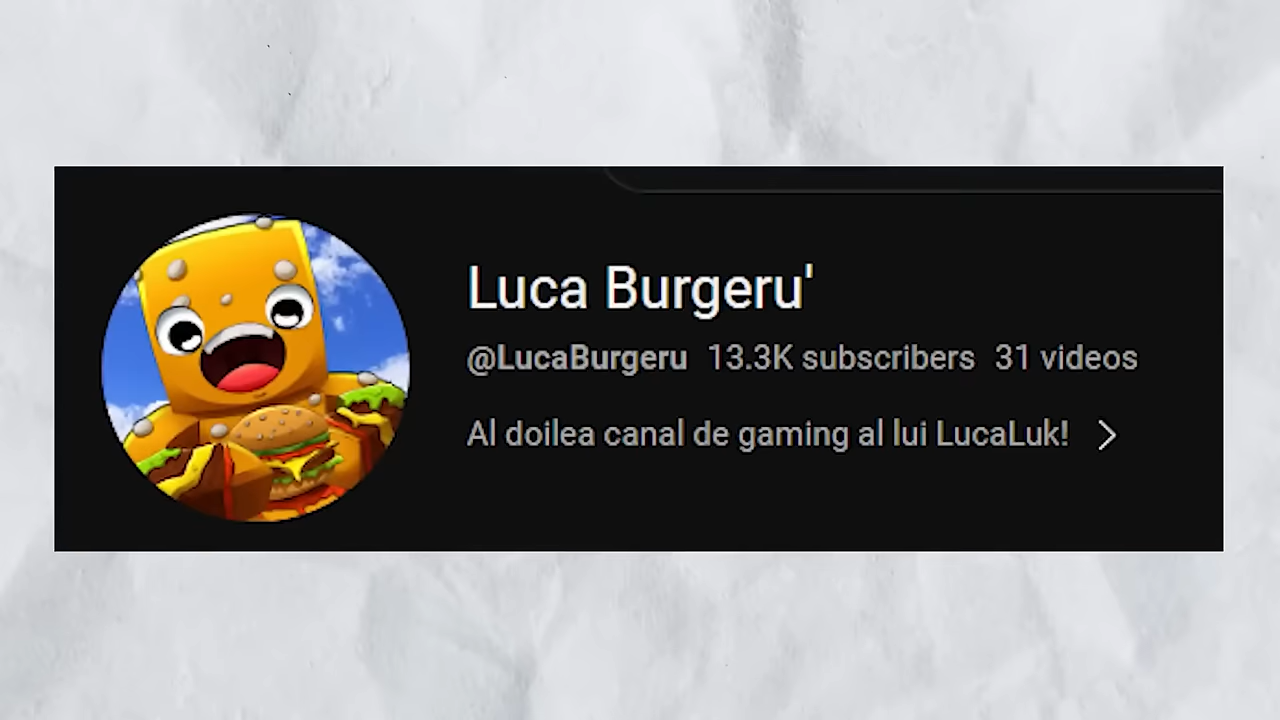 Luca Burgeru'
@LucaBurgeru 13.3K subscribers 31 videos
Al doilea canal de gaming al lui LucaLuk!